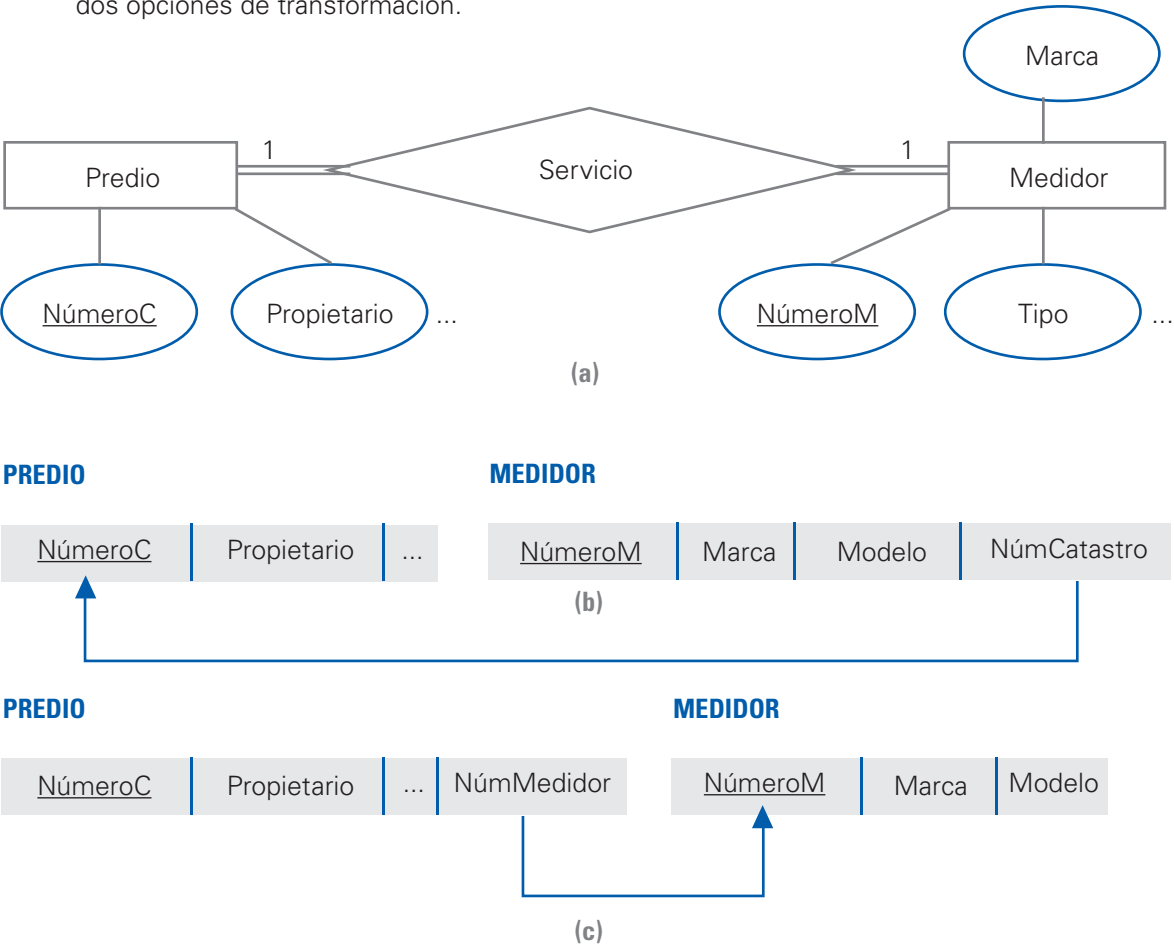 dos opciones de transformación.
Marca
1
1
Predio
Servicio
Medidor
NúmeroC
Propietario
...
NúmeroM
Tipo
...
(a)
PREDIO
MEDIDOR
NúmeroC
Propietario
...
NúmeroM
Marca
Modelo
NúmCatastro
(b)
PREDIO
MEDIDOR
NúmeroC
Propietario
...
NúmMedidor
NúmeroM
Marca
Modelo
(c)